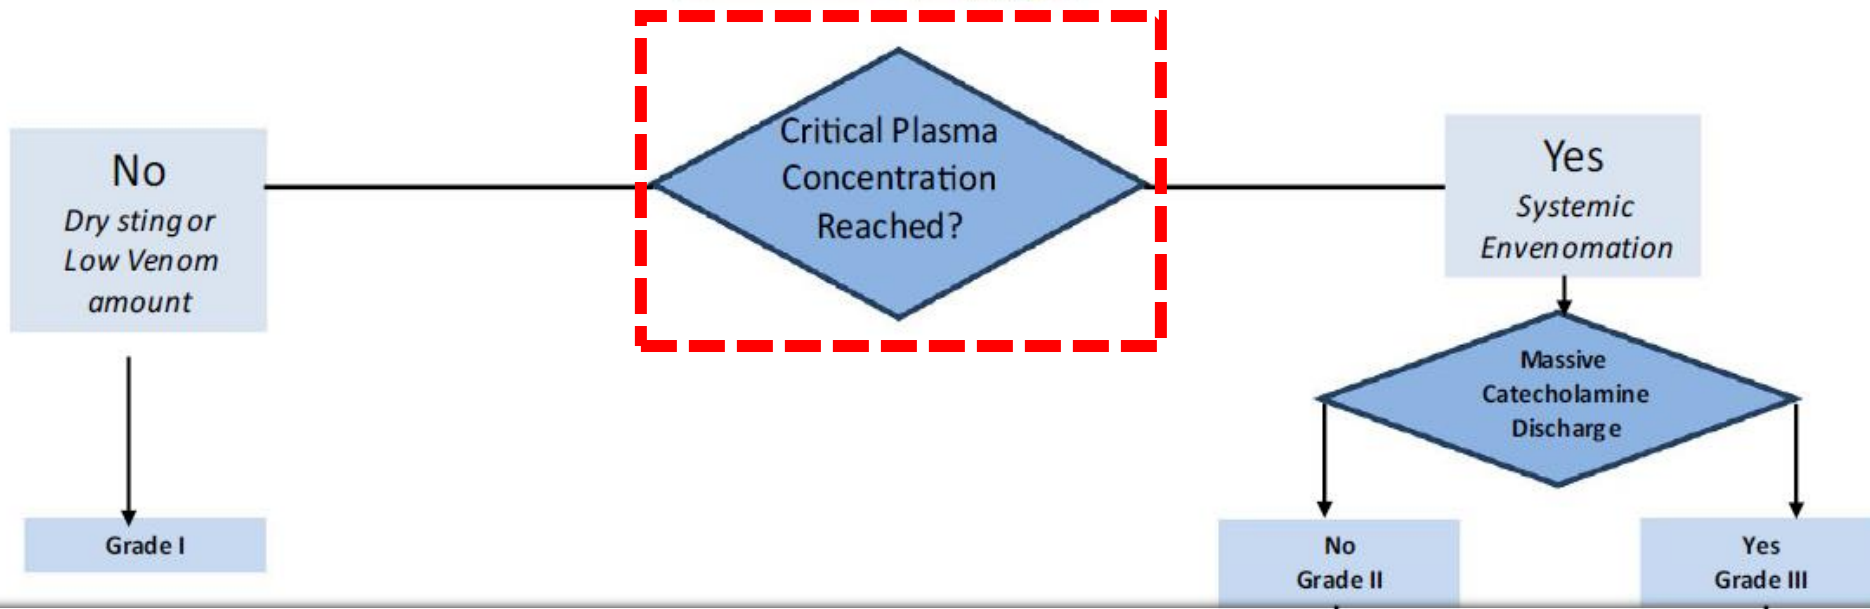 Critical Plasma
Concentration
Reached?
No
Dry sting or
Low Venom
amount
Yes
Systemic
Envenomation
Massive
Catecholamine
Discharge
Grade I
No
Grade II
Yes
Grade III